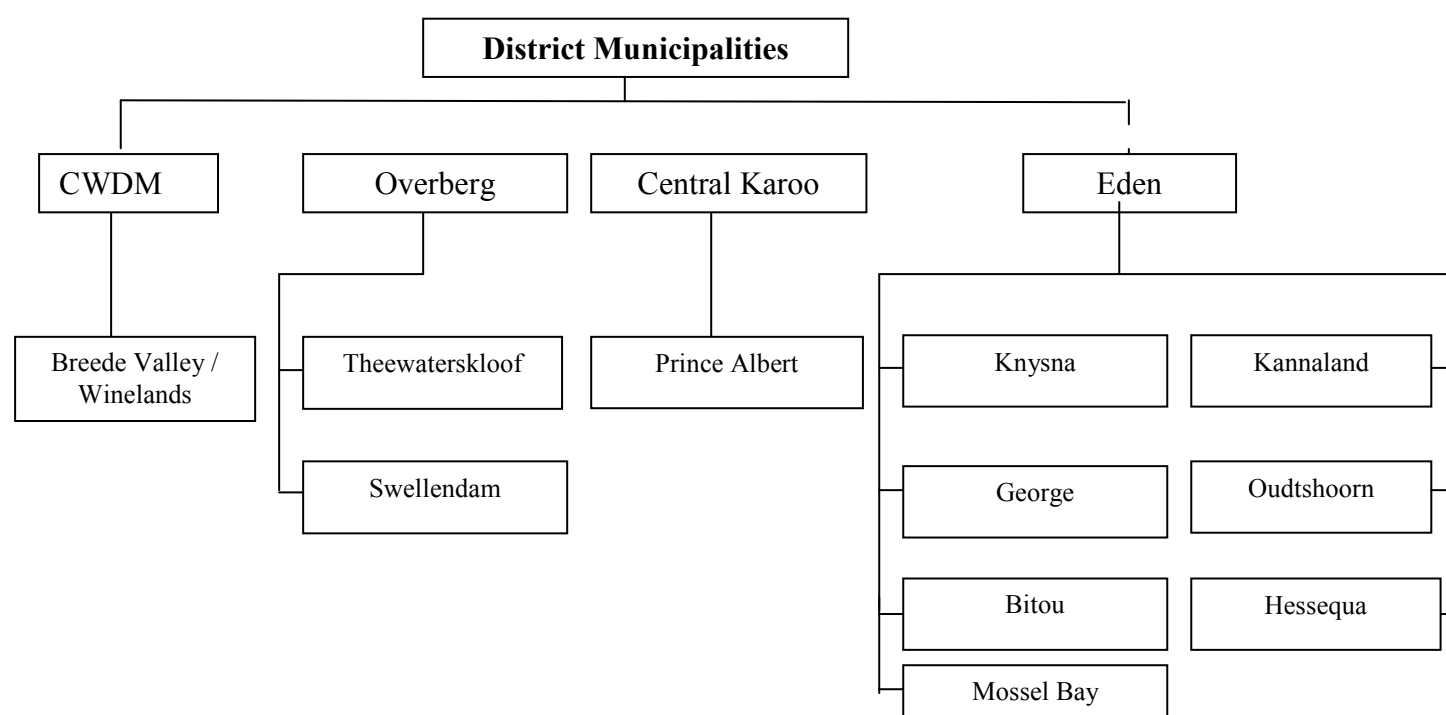 District Municipalities
CWDM
Overberg
Central Karoo
Eden
Breede Valley /
Winelands
Theewaterskloof
Prince Albert
Knysna
Kannaland
Swellendam
George
Oudtshoorn
Bitou
Hessequa
Mossel Bay